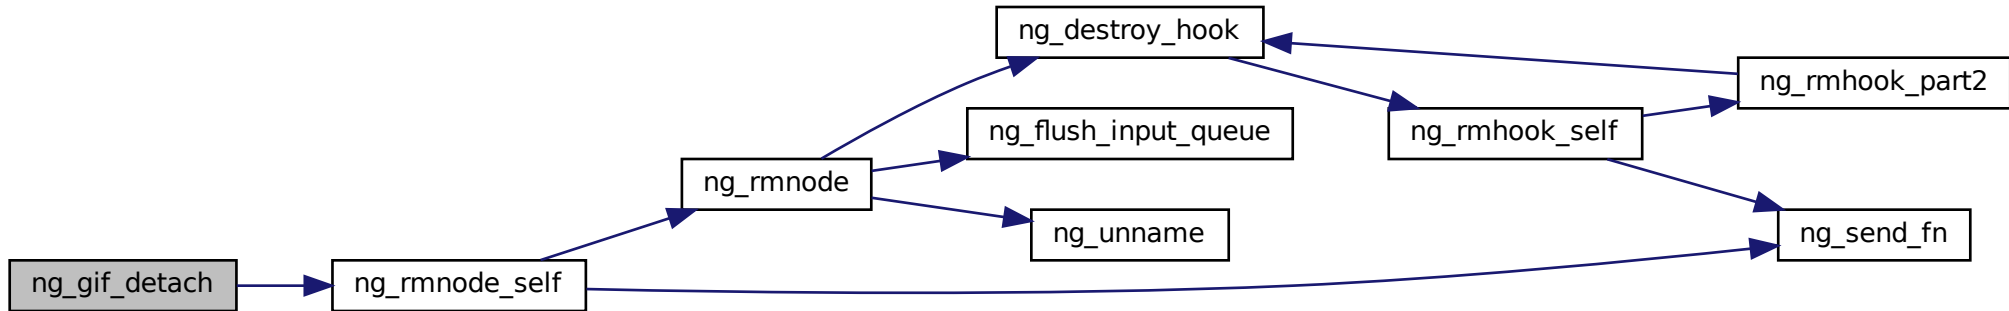 ng_gif_detach
ng_rmnode_self
ng_rmnode
ng_destroy_hook
ng_flush_input_queue
ng_unname
ng_rmhook_self
ng_rmhook_part2
ng_send_fn